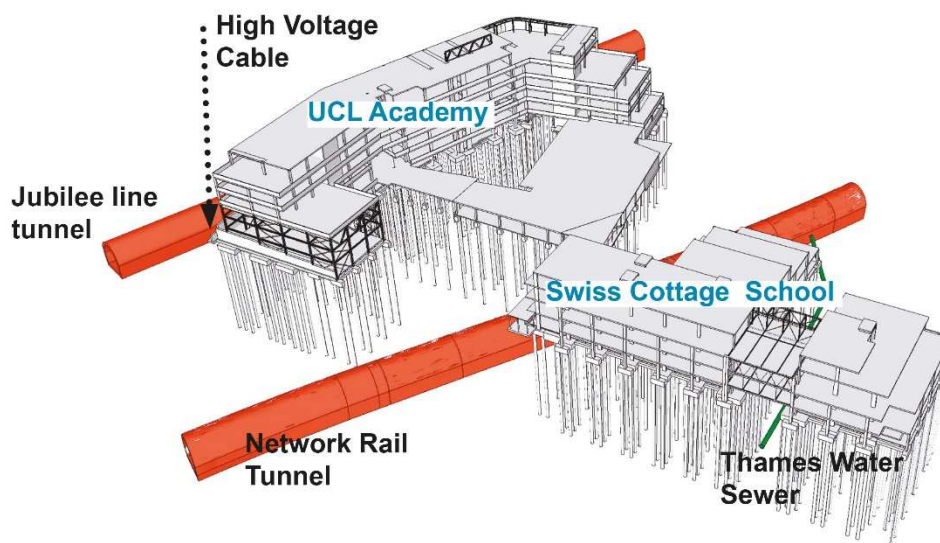 High Voltage
Cable
UCL Academy
Jubilee line
tunnel
Swiss Cottage  School
Network Rail
Tunnel
Thames Water
Sewer